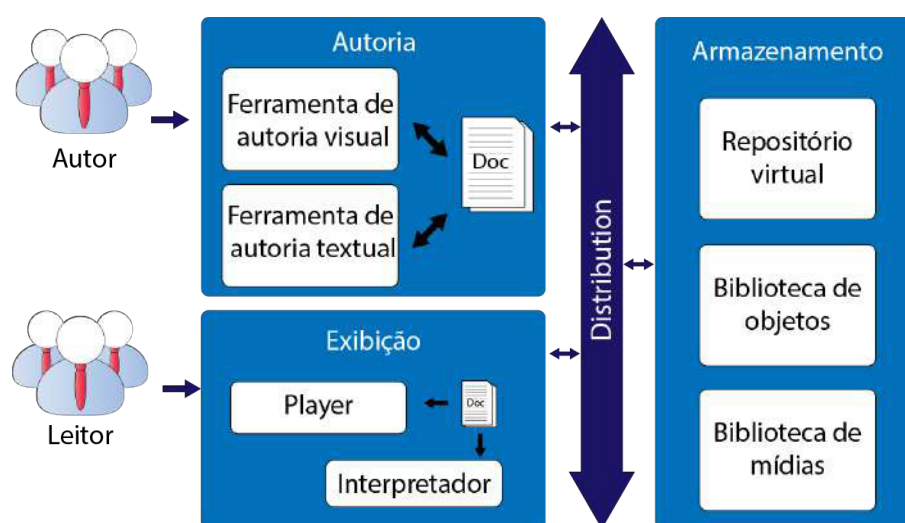 Autor
Autoria
Ferramenta de
autoria visual
Ferramenta de
autoria textual
Doc
Leitor
Exibição
Player
Doc
Interpretador
Distribution
Armazenamento
Repositório
virtual
Biblioteca de
objetos
Biblioteca de
mídias